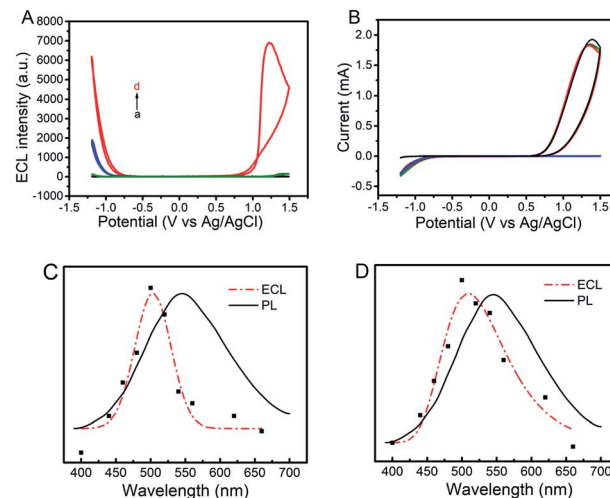 A
ECL intensity (a.u.)
8000
7000
6000
5000
4000
3000
2000
1000
0
-1000
d
a
-1.5 -1.0 -0.5 0.0 0.5 1.0 1.5
Potential (V vs Ag/AgCl)
B
Current (mA)
2.0
1.5
1.0
0.5
0.0
-0.5
-1.5 -1.0 -0.5 0.0 0.5 1.0 1.5
Potential (V vs Ag/AgCl)
C
ECL
PL
400 450 500 550 600 650 700
Wavelength (nm)
D
ECL
PL
400 450 500 550 600 650 700
Wavelength (nm)